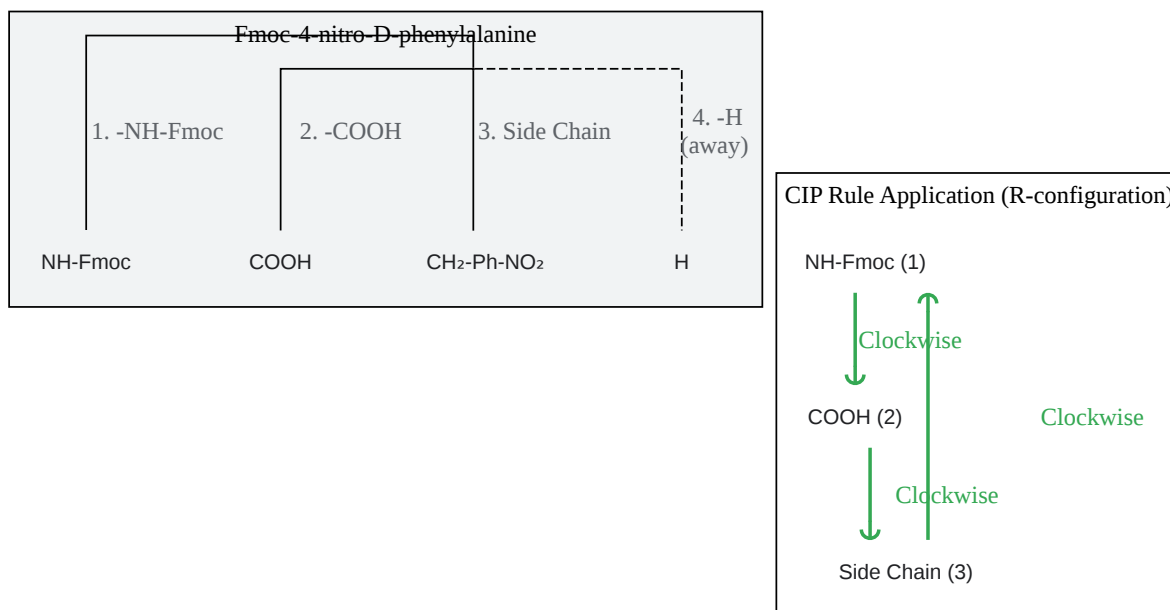 Fmoc-4-nitro-D-phenylalanine
1. -NH-Fmoc
2. -COOH
3. Side Chain
4. -H
(away)
NH-Fmoc
COOH
CH₂-Ph-NO₂
H
CIP Rule Application (R-configuration)
NH-Fmoc (1)
Clockwise
COOH (2)
Clockwise
Clockwise
Side Chain (3)